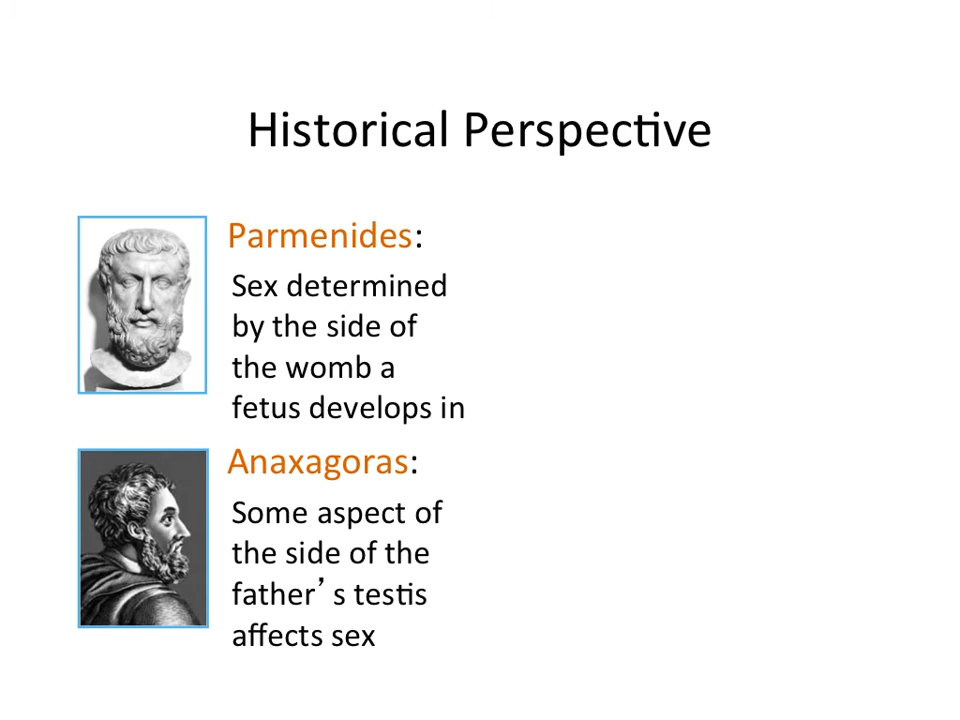 Historical Perspective
Parmenides:
Sex determined
by the side of
the womb a
fetus develops in
Anaxagoras:
Some aspect of
the side of the
father’s testis
affects sex